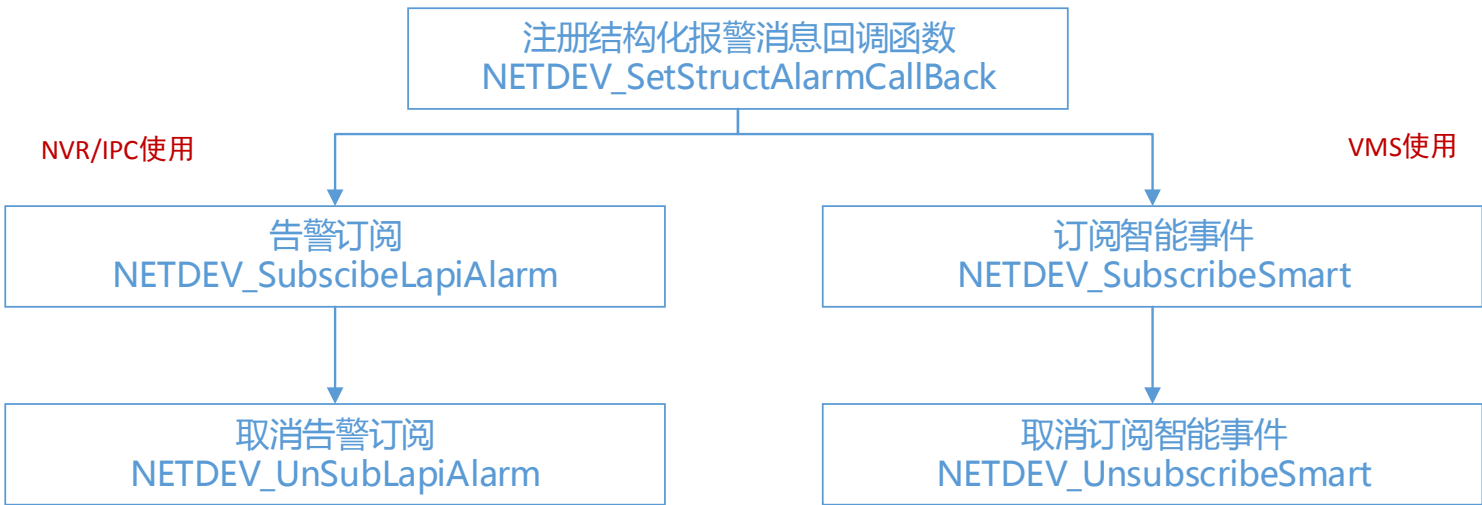 注册结构化报警消息回调函数
NETDEV_SetStructAlarmCallBack
NVR/IPC使用
VMS使用
告警订阅
NETDEV_SubscibeLapiAlarm
订阅智能事件
NETDEV_SubscribeSmart
取消告警订阅
NETDEV_UnSubLapiAlarm
取消订阅智能事件
NETDEV_UnsubscribeSmart